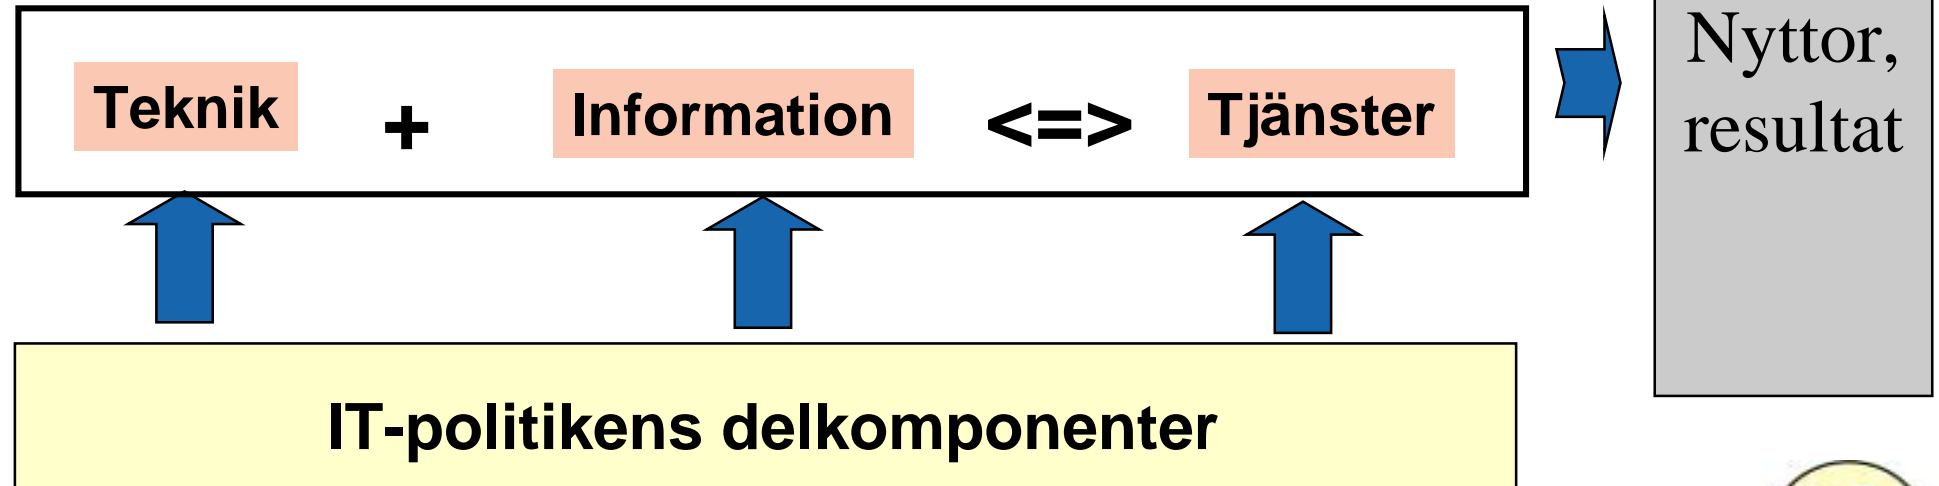 Teknik + Information <=> Tjänster
Nyttor,
resultat
IT-politikens delkomponenter